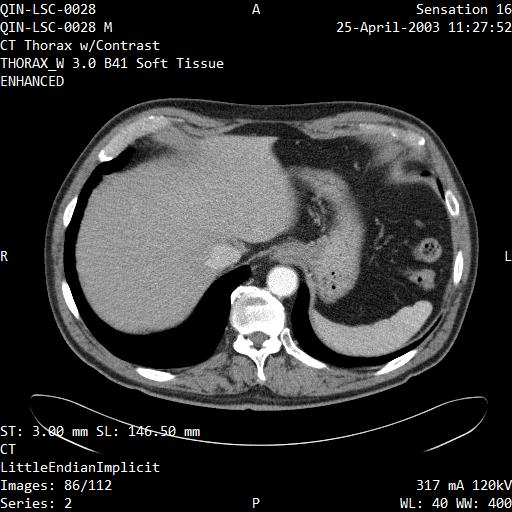 QIN-LSC-0028
A
Sensation 16
QIN-LSC-0028 M
25-April-2003 11:27:52
CT Thorax w/Contrast
THORAX_W 3.0 B41 Soft Tissue
ENHANCED
R
L
ST: 3.00 mm SL: 146.50 mm
CT
LittleEndianImplicit
Images: 86/112
317 mA 120kV
Series: 2
P
WL: 40 WW: 400